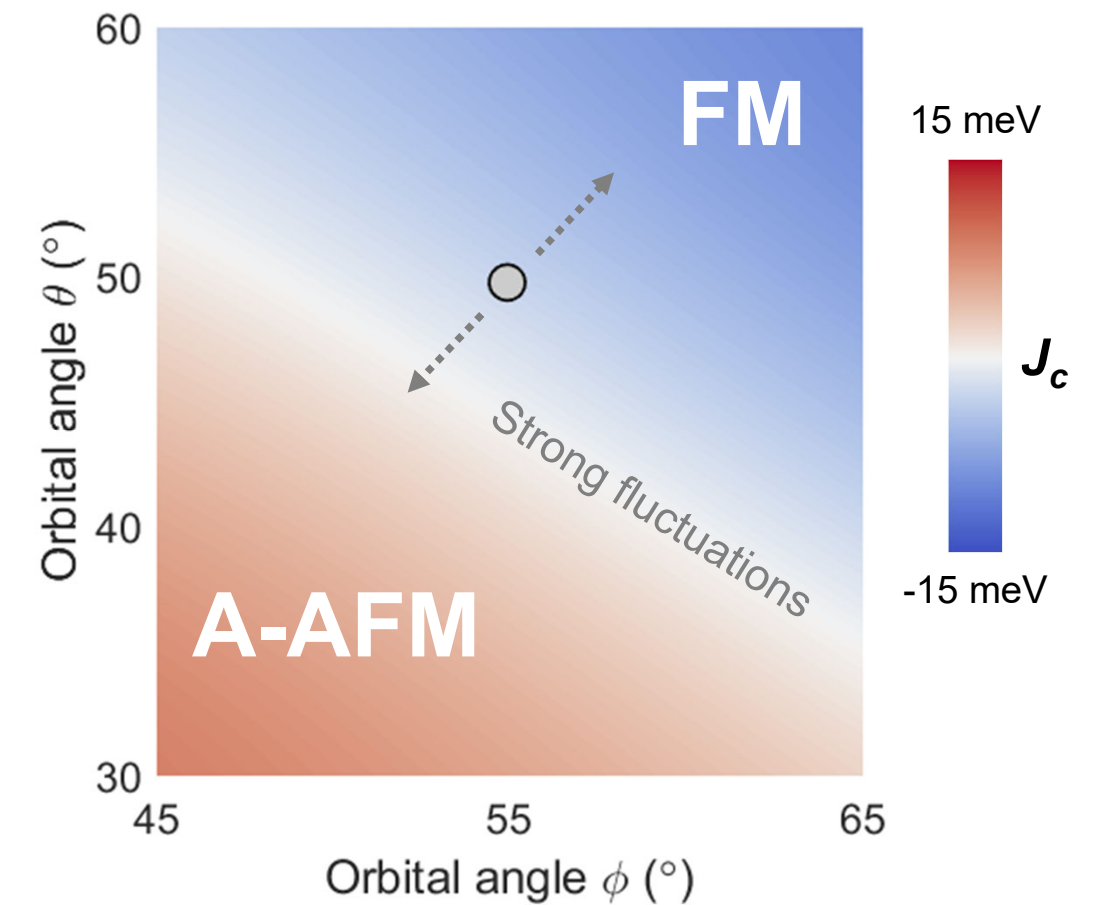 60
50
40
30
45
55
65
Orbital angle θ (°)
Orbital angle ϕ (°)
FM
Strong fluctuations
A-AFM
15 meV
J_c
-15 meV